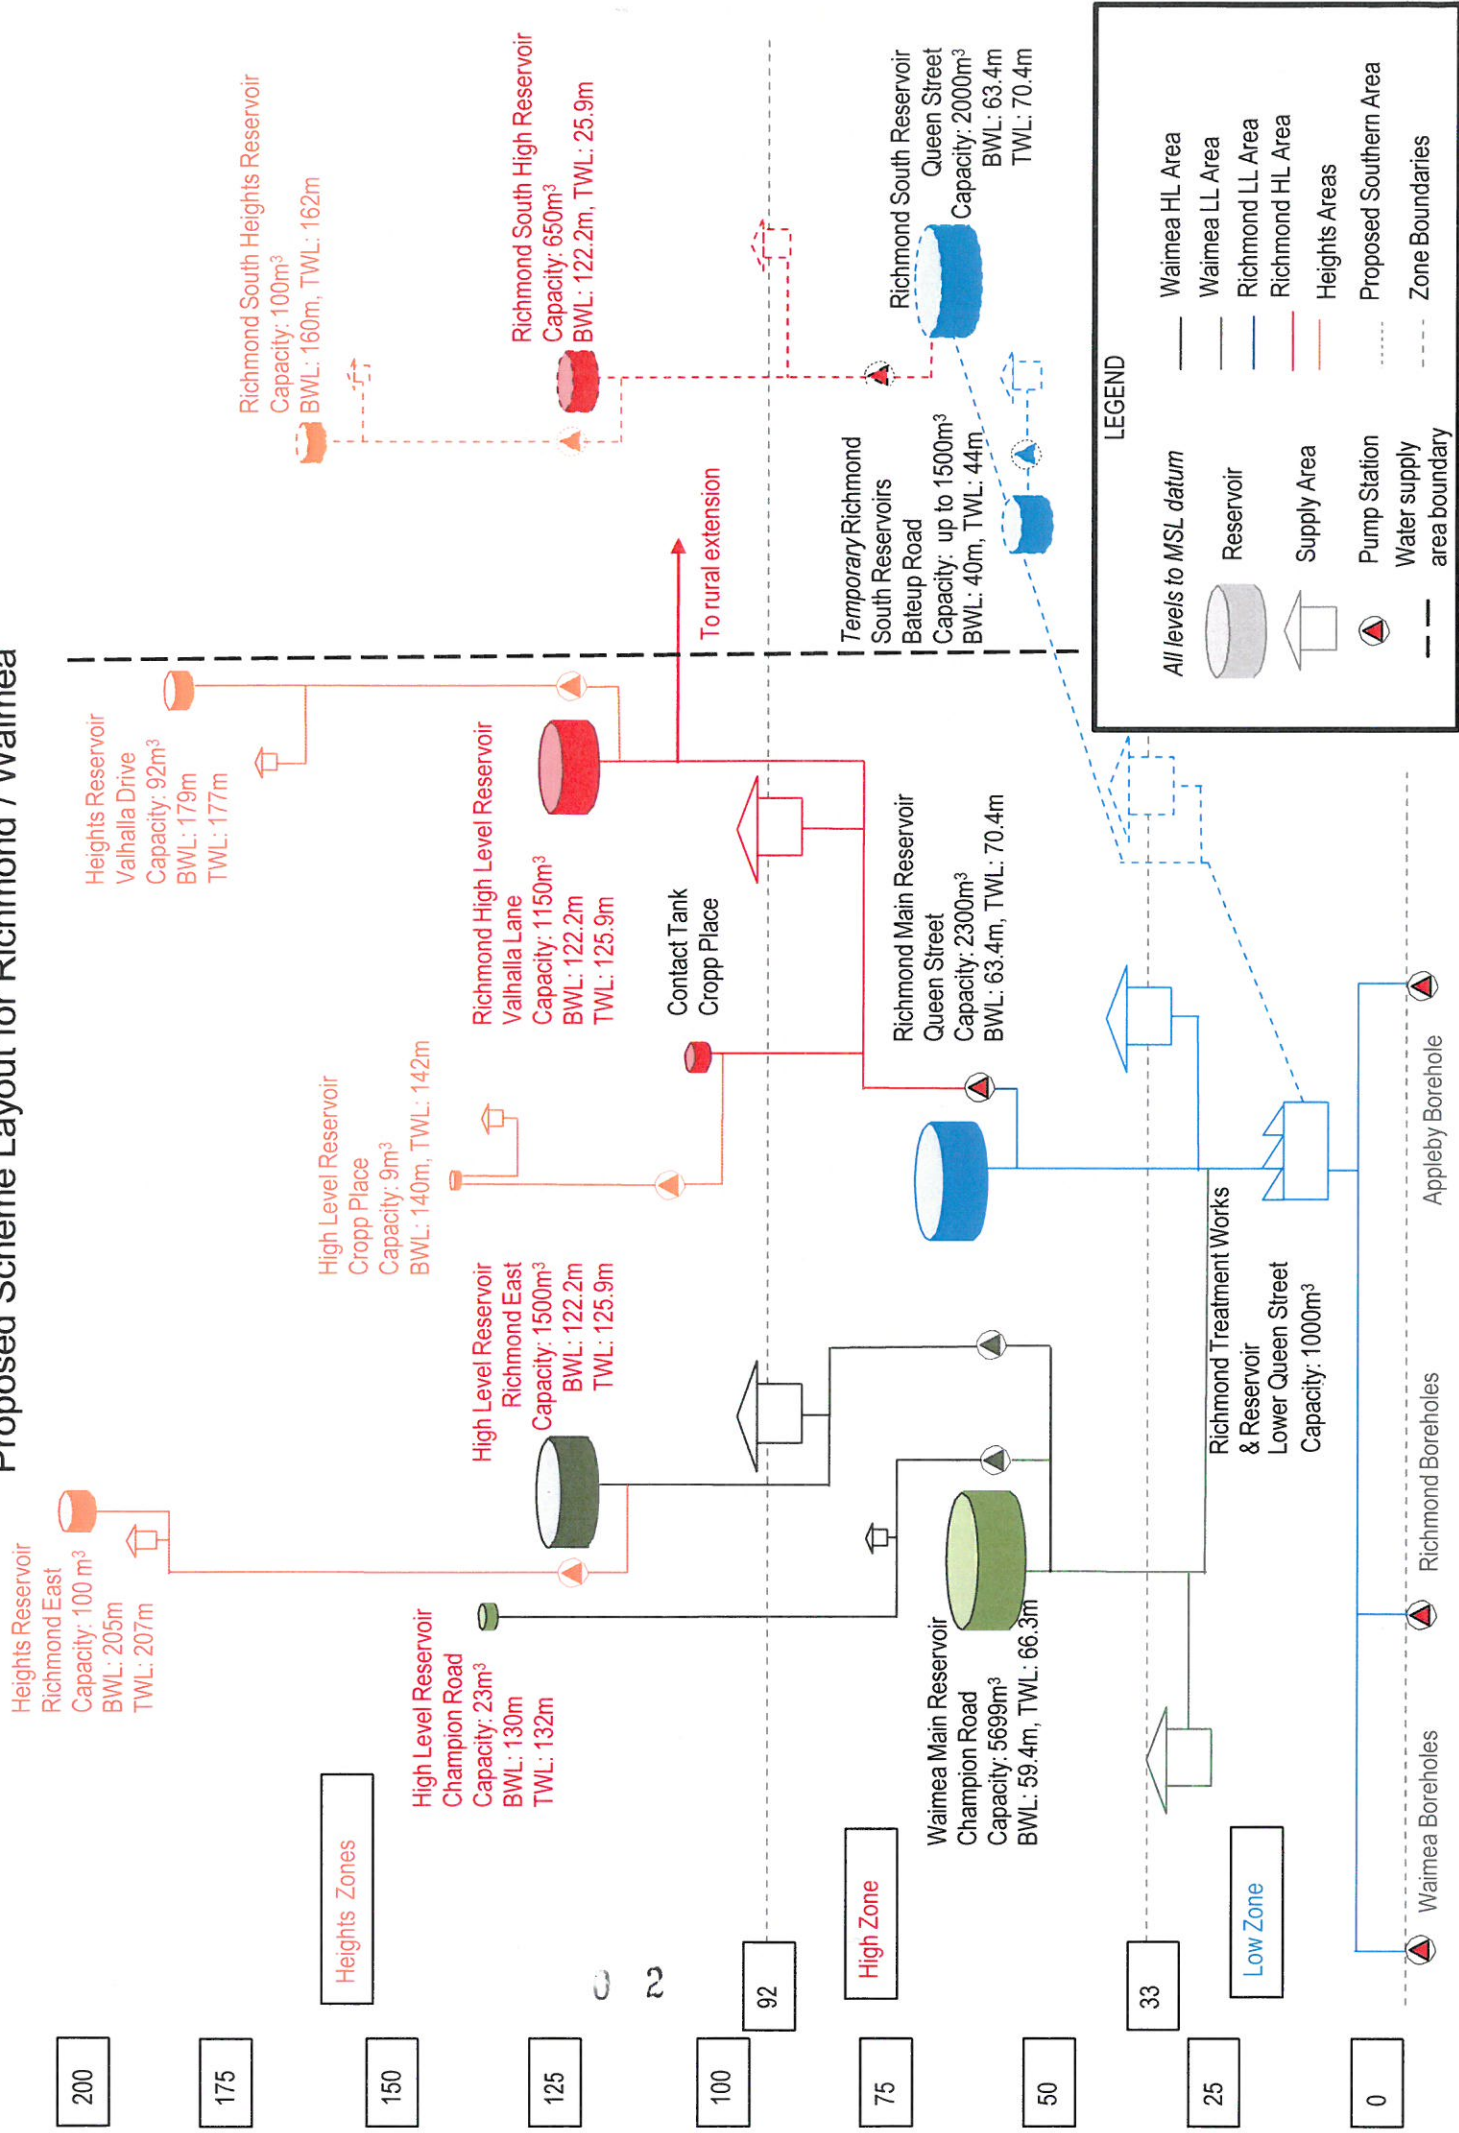 Proposed Scheme Layout for Richmond / Waimea
200
175
150
125
100
75
50
25
0
Heights Zones
92
High Zone
33
Low Zone
0 2
Heights Reservoir
Richmond East
Capacity: 100 m³
BWL: 205m
TWL: 207m
High Level Reservoir
Champion Road
Capacity: 23m³
BWL: 130m
TWL: 132m
Waimea Main Reservoir
Champion Road
Capacity: 5699m³
BWL: 59.4m, TWL: 66.3m
High Level Reservoir
Richmond East
Capacity: 1500m³
BWL: 122.2m
TWL: 125.9m
High Level Reservoir
Cropp Place
Capacity: 9m³
BWL: 140m, TWL: 142m
Contact Tank
Cropp Place
Richmond Main Reservoir
Queen Street
Capacity: 2300m³
BWL: 63.4m, TWL: 70.4m
Richmond Treatment Works
& Reservoir
Lower Queen Street
Capacity: 1000m³
Waimea Boreholes
Richmond Boreholes
Appleby Borehole
Heights Reservoir
Valhalla Drive
Capacity: 92m³
BWL: 179m
TWL: 177m
Richmond High Level Reservoir
Valhalla Lane
Capacity: 1150m³
BWL: 122.2m
TWL: 125.9m
To rural extension
Richmond South Heights Reservoir
Capacity: 100m³
BWL: 160m, TWL: 162m
Richmond South High Reservoir
Capacity: 650m³
BWL: 122.2m, TWL: 25.9m
Temporary Richmond
South Reservoirs
Bateup Road
Capacity: up to 1500m³
BWL: 40m, TWL: 44m
Richmond South Reservoir
Queen Street
Capacity: 2000m³
BWL: 63.4m
TWL: 70.4m
LEGEND
All levels to MSL datum
Reservoir
Supply Area
Pump Station
Water supply
area boundary
Waimea HL Area
Waimea LL Area
Richmond LL Area
Richmond HL Area
Heights Areas
Proposed Southern Area
Zone Boundaries